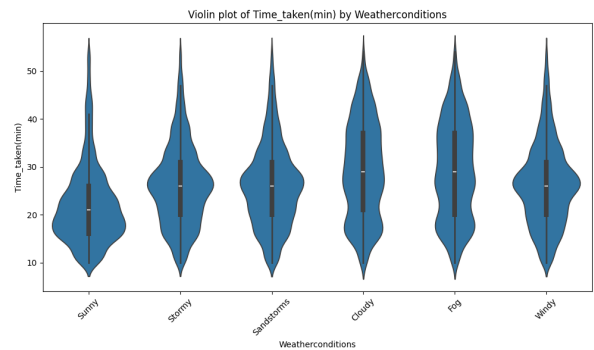 Violin plot of Time_taken(min) by Weatherconditions
Time_taken(min)
50
40
30
20
10
Sunny
Stormy
Sandstorms
Cloudy
Fog
Windy
Weatherconditions